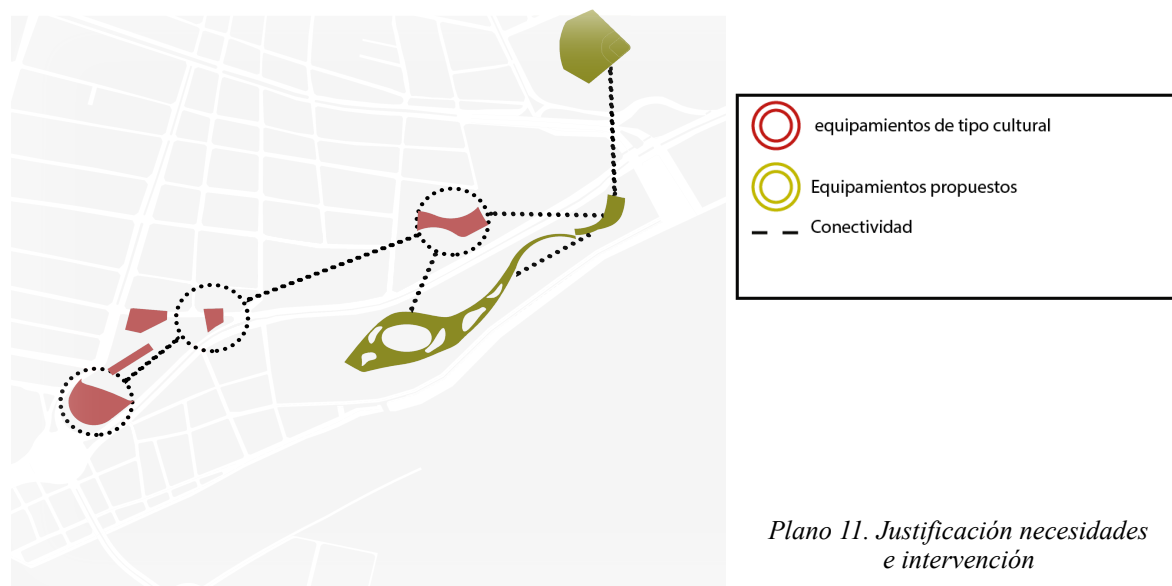 equipamientos de tipo cultural
Equipamientos propuestos
Conectividad
Plano 11. Justificación necesidades
e intervención